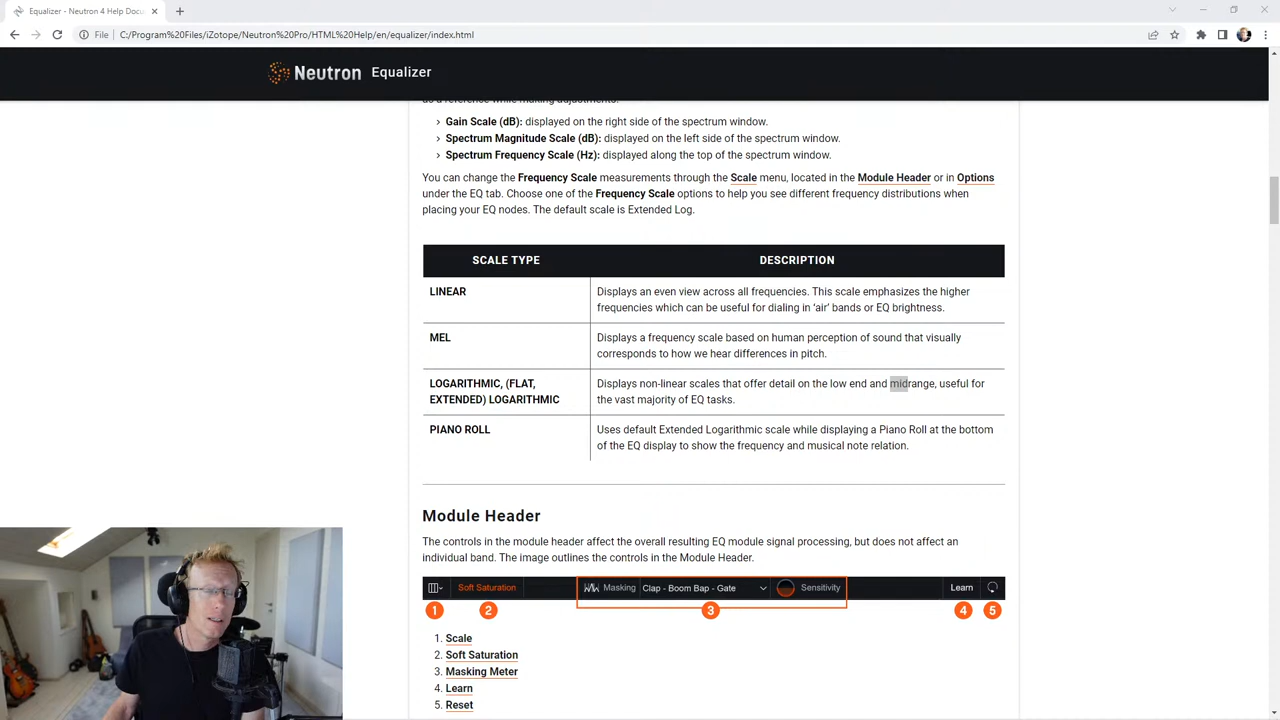 Equalizer - Neutron 4 Help Docu
File
C:/Program%20Files/iZotope/Neutron%20Pro/HTML%20Help/en/equalizer/index.html
Neutron Equalizer
as a reference while making adjustments.
› Gain Scale (dB): displayed on the right side of the spectrum window.
› Spectrum Magnitude Scale (dB): displayed on the left side of the spectrum window.
› Spectrum Frequency Scale (Hz): displayed along the top of the spectrum window.
You can change the Frequency Scale measurements through the Scale menu, located in the Module Header or in Options
under the EQ tab. Choose one of the Frequency Scale options to help you see different frequency distributions when
placing your EQ nodes. The default scale is Extended Log.
SCALE TYPE DESCRIPTION
LINEAR
Displays an even view across all frequencies. This scale emphasizes the higher
frequencies which can be useful for dialing in ‘air’ bands or EQ brightness.
MEL
Displays a frequency scale based on human perception of sound that visually
corresponds to how we hear differences in pitch.
LOGARITHMIC, (FLAT,
EXTENDED) LOGARITHMIC
Displays non-linear scales that offer detail on the low end and midrange, useful for
the vast majority of EQ tasks.
PIANO ROLL
Uses default Extended Logarithmic scale while displaying a Piano Roll at the bottom
of the EQ display to show the frequency and musical note relation.
Module Header
The controls in the module header affect the overall resulting EQ module signal processing, but does not affect an
individual band. The image outlines the controls in the Module Header.
Soft Saturation Masking Clap - Boom Bap - Gate Sensitivity Learn
1 2 3 4 5
1. Scale
2. Soft Saturation
3. Masking Meter
4. Learn
5. Reset